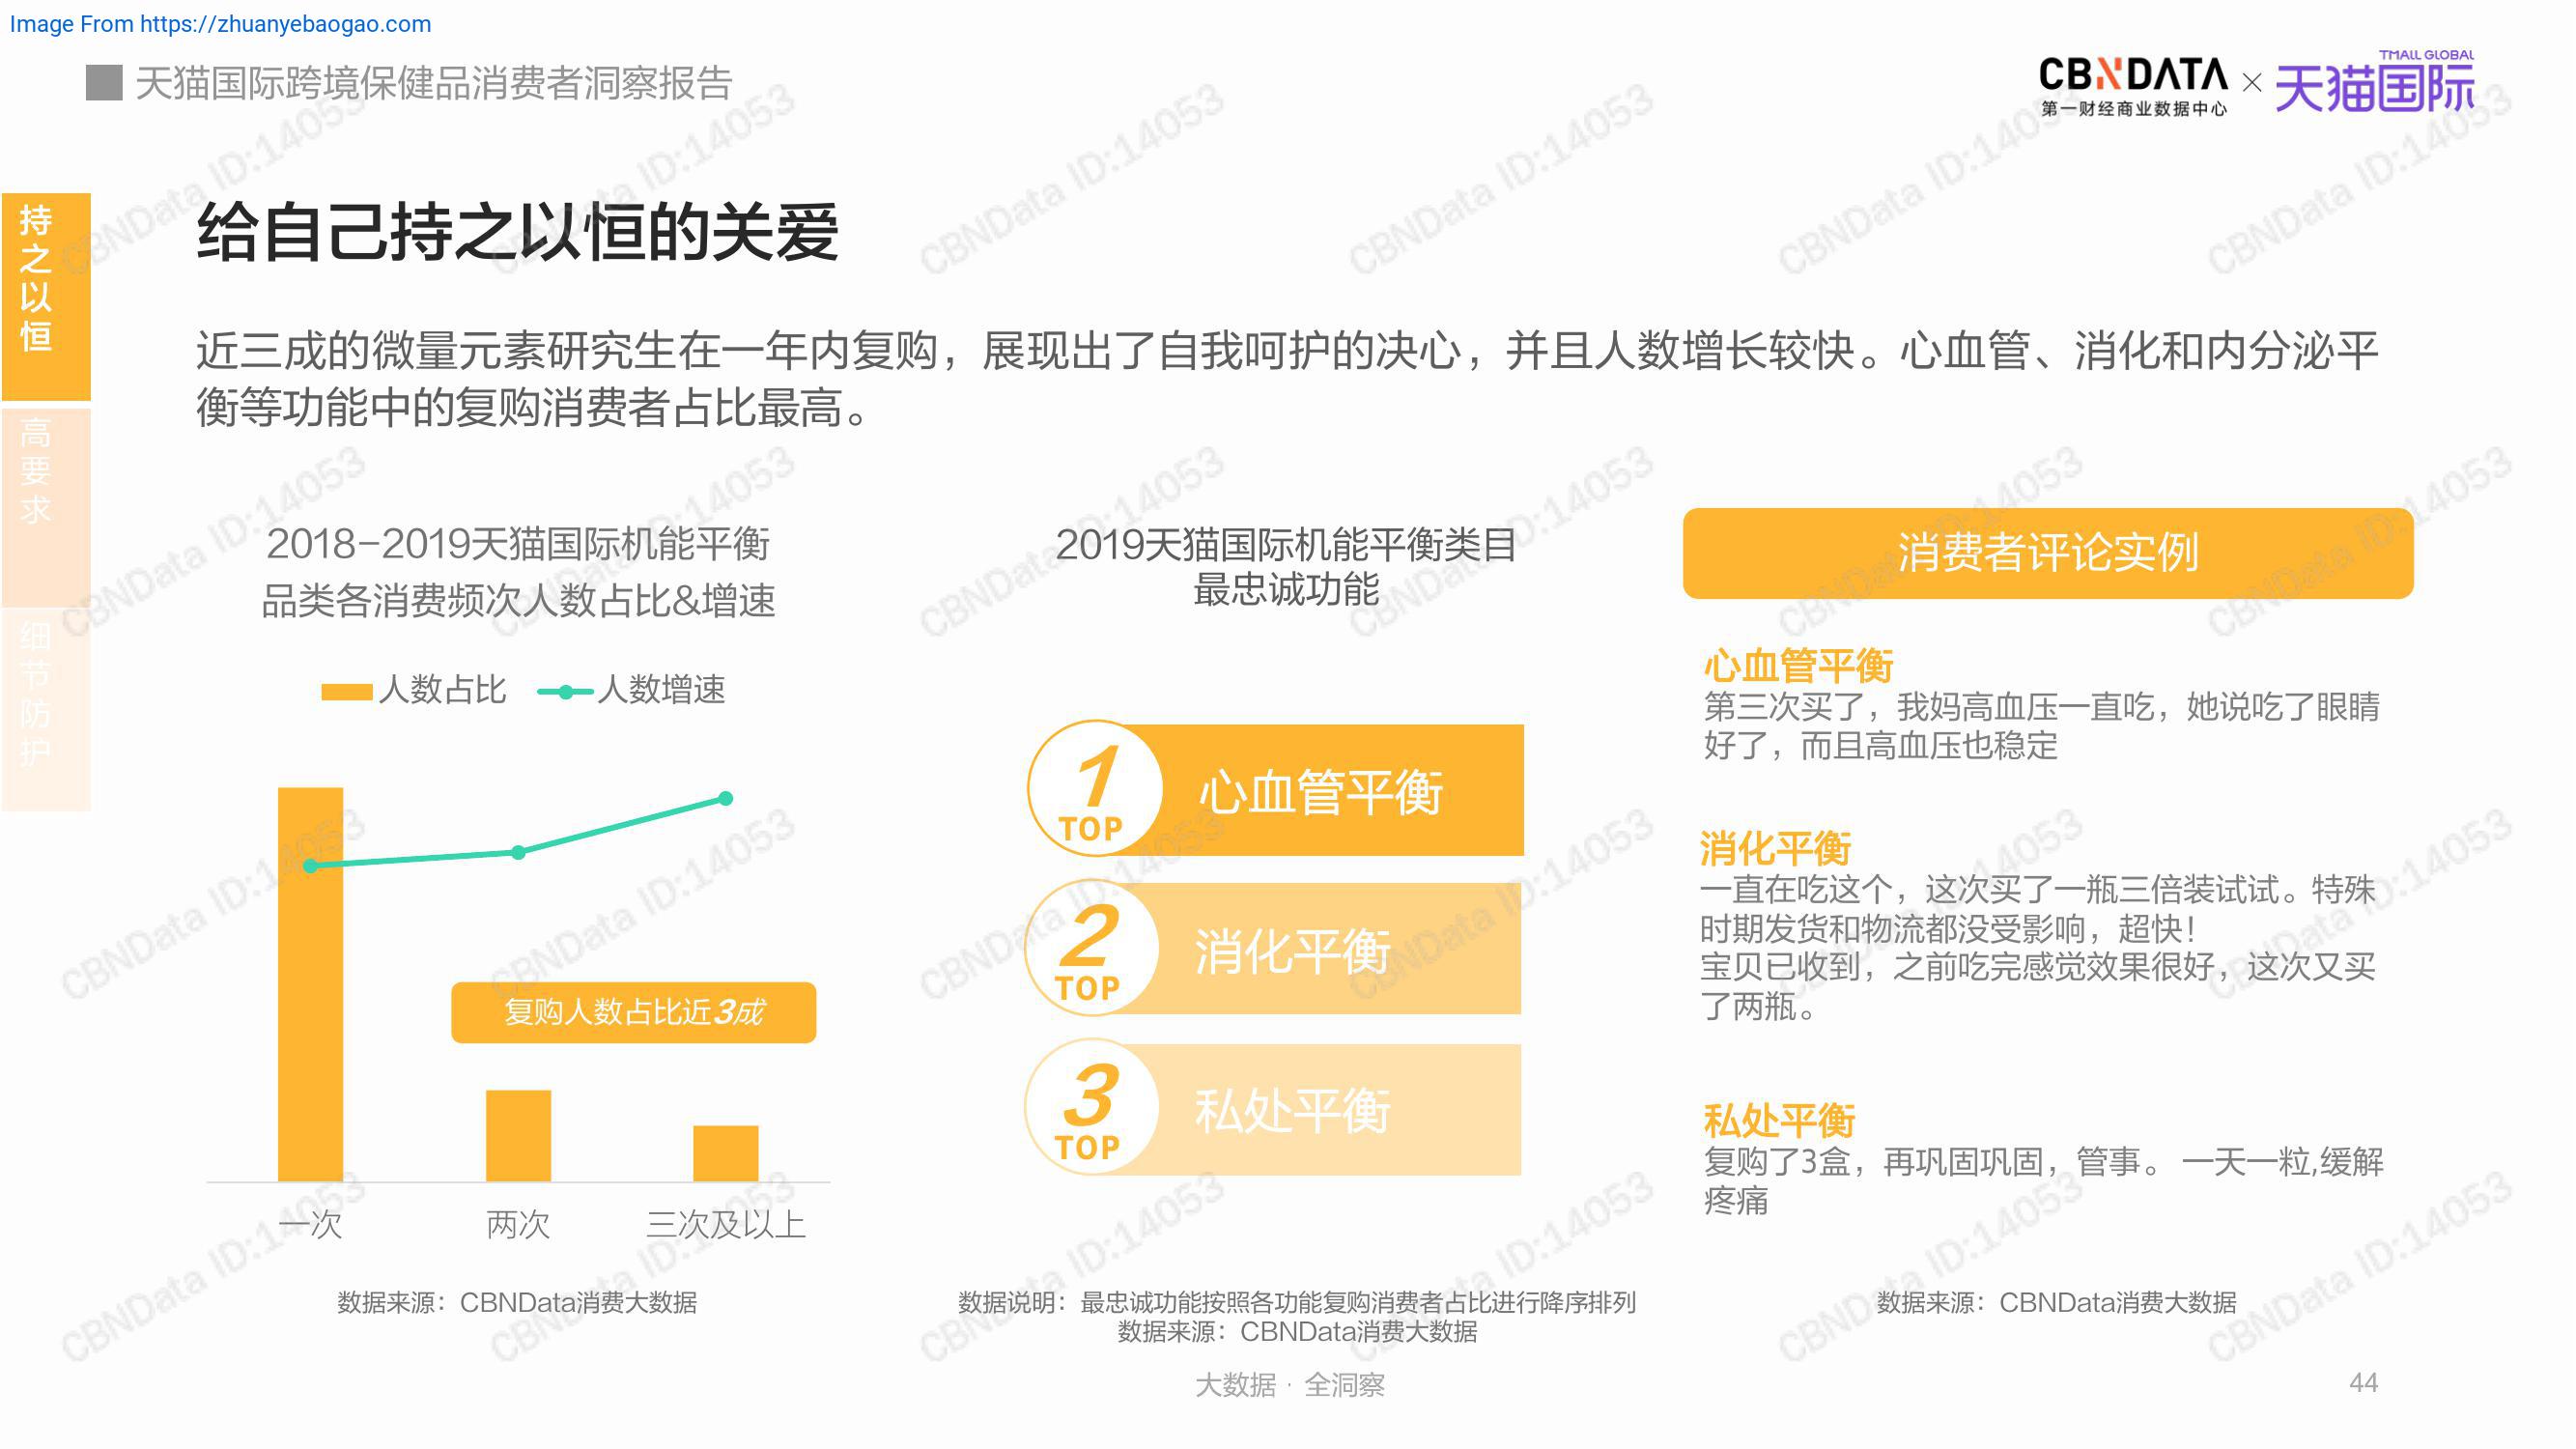 Image From https://zhuanyebaogao.com
天猫国际跨境保健品消费者洞察报告
CBNDATA
第一财经商业数据中心
×
TMALL GLOBAL
天猫国际
持之以恒
高要求
细节防护
给自己持之以恒的关爱
近三成的微量元素研究生在一年内复购，展现出了自我呵护的决心，并且人数增长较快。心血管、消化和内分泌平
衡等功能中的复购消费者占比最高。
2018-2019天猫国际机能平衡
品类各消费频次人数占比&增速
人数占比 人数增速
复购人数占比近3成
一次 两次 三次及以上
数据来源：CBNData消费大数据
2019天猫国际机能平衡类目
最忠诚功能
1 TOP 心血管平衡
2 TOP 消化平衡
3 TOP 私处平衡
数据说明：最忠诚功能按照各功能复购消费者占比进行降序排列
数据来源：CBNData消费大数据
消费者评论实例
心血管平衡
第三次买了，我妈高血压一直吃，她说吃了眼睛
好了，而且高血压也稳定
消化平衡
一直在吃这个，这次买了一瓶三倍装试试。特殊
时期发货和物流都没受影响，超快！
宝贝已收到，之前吃完感觉效果很好，这次又买
了两瓶。
私处平衡
复购了3盒，再巩固巩固，管事。 一天一粒,缓解
疼痛
数据来源：CBNData消费大数据
大数据 · 全洞察
44
CBNData ID:14053